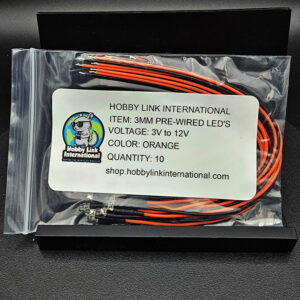 HOBBY LINK INTERNATIONAL
ITEM: 3MM PRE-WIRED LED'S
VOLTAGE: 3V to 12V
COLOR: ORANGE
QUANTITY: 10
shop.hobbylinkinternational.com
Hobby Link
International